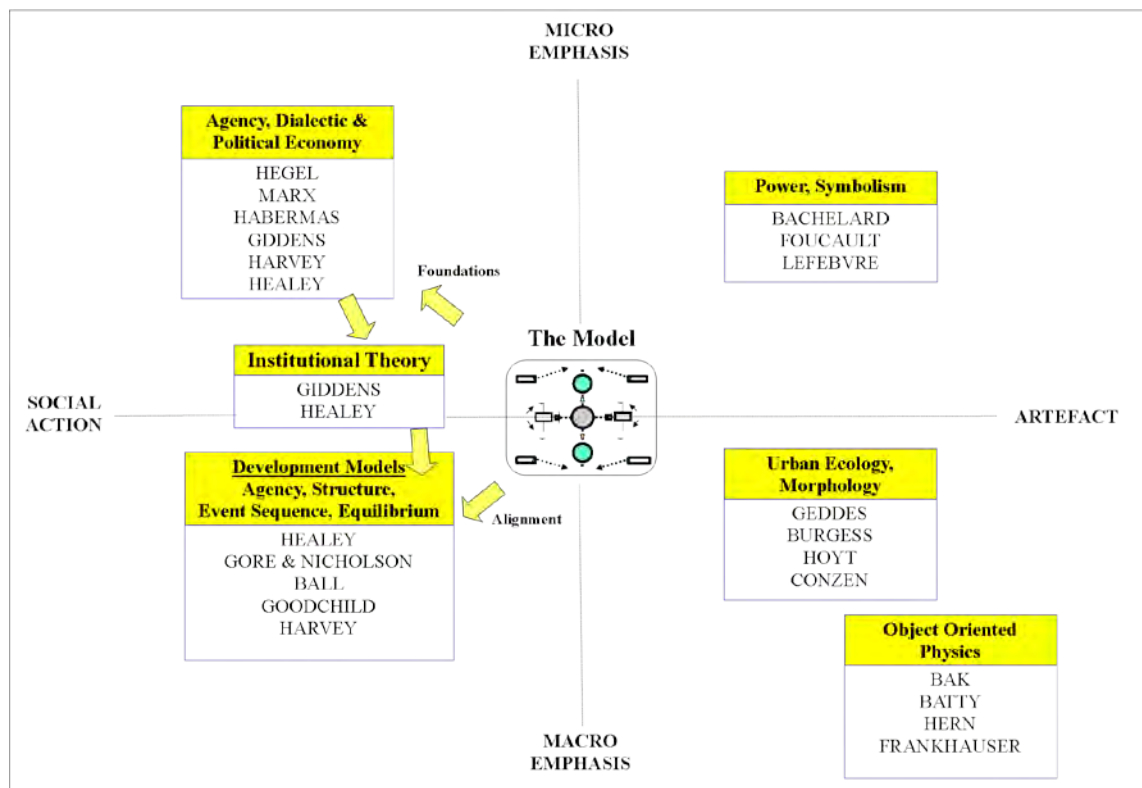 MICRO
EMPHASIS
Agency, Dialectic &
Political Economy
HEGEL
MARX
HABERMAS
GDDENS
HARVEY
HEALEY
Power, Symbolism
BACHELARD
FOUCAULT
LEFEBVRE
Foundations
The Model
Institutional Theory
GIDDENS
HEALEY
SOCIAL
ACTION
ARTEFACT
Development Models
Agency, Structure,
Event Sequence, Equilibrium
HEALEY
GORE & NICHOLSON
BALL
GOODCHILD
HARVEY
Alignment
Urban Ecology,
Morphology
GEDDES
BURGESS
HOYT
CONZEN
Object Oriented
Physics
BAK
BATTY
HERN
FRANKHAUSER
MACRO
EMPHASIS